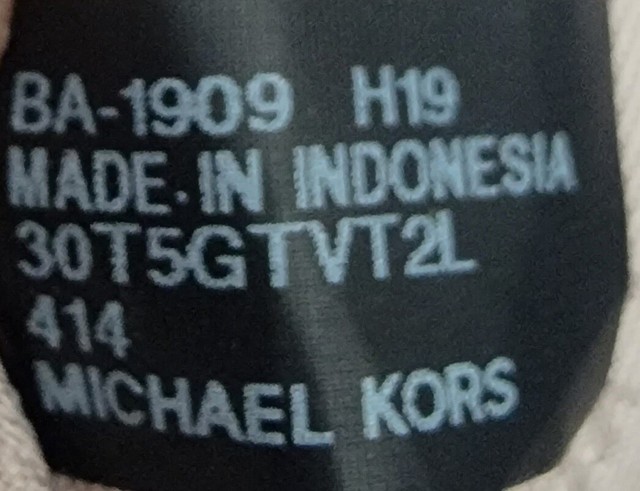 BA-1909 H19
MADE IN INDONESIA
30T5GTVT2L
414
MICHAEL KORS